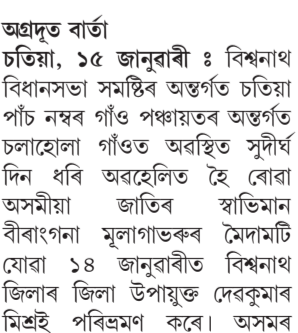 অগ্ৰদূত বাৰ্তা
চতিয়া, ১৫ জানুৱাৰী ঃ বিশ্বনাথ
বিধানসভা সমষ্টিৰ অন্তৰ্গত চতিয়া
পাঁচ নম্বৰ গাঁও পঞ্চায়তৰ অন্তৰ্গত
চলাহোলা গাঁওত অৱস্থিত সুদীৰ্ঘ
দিন ধৰি অৱহেলিত হৈ ৰোৱা
অসমীয়া জাতিৰ স্বাভিমান
বীৰাংগনা মূলাগাভৰুৰ মৈদামটি
যোৱা ১৪ জানুৱাৰীত বিশ্বনাথ
জিলাৰ জিলা উপায়ুক্ত দেৱকুমাৰ
মিশ্ৰই পৰিভ্ৰমণ কৰে। অসমৰ